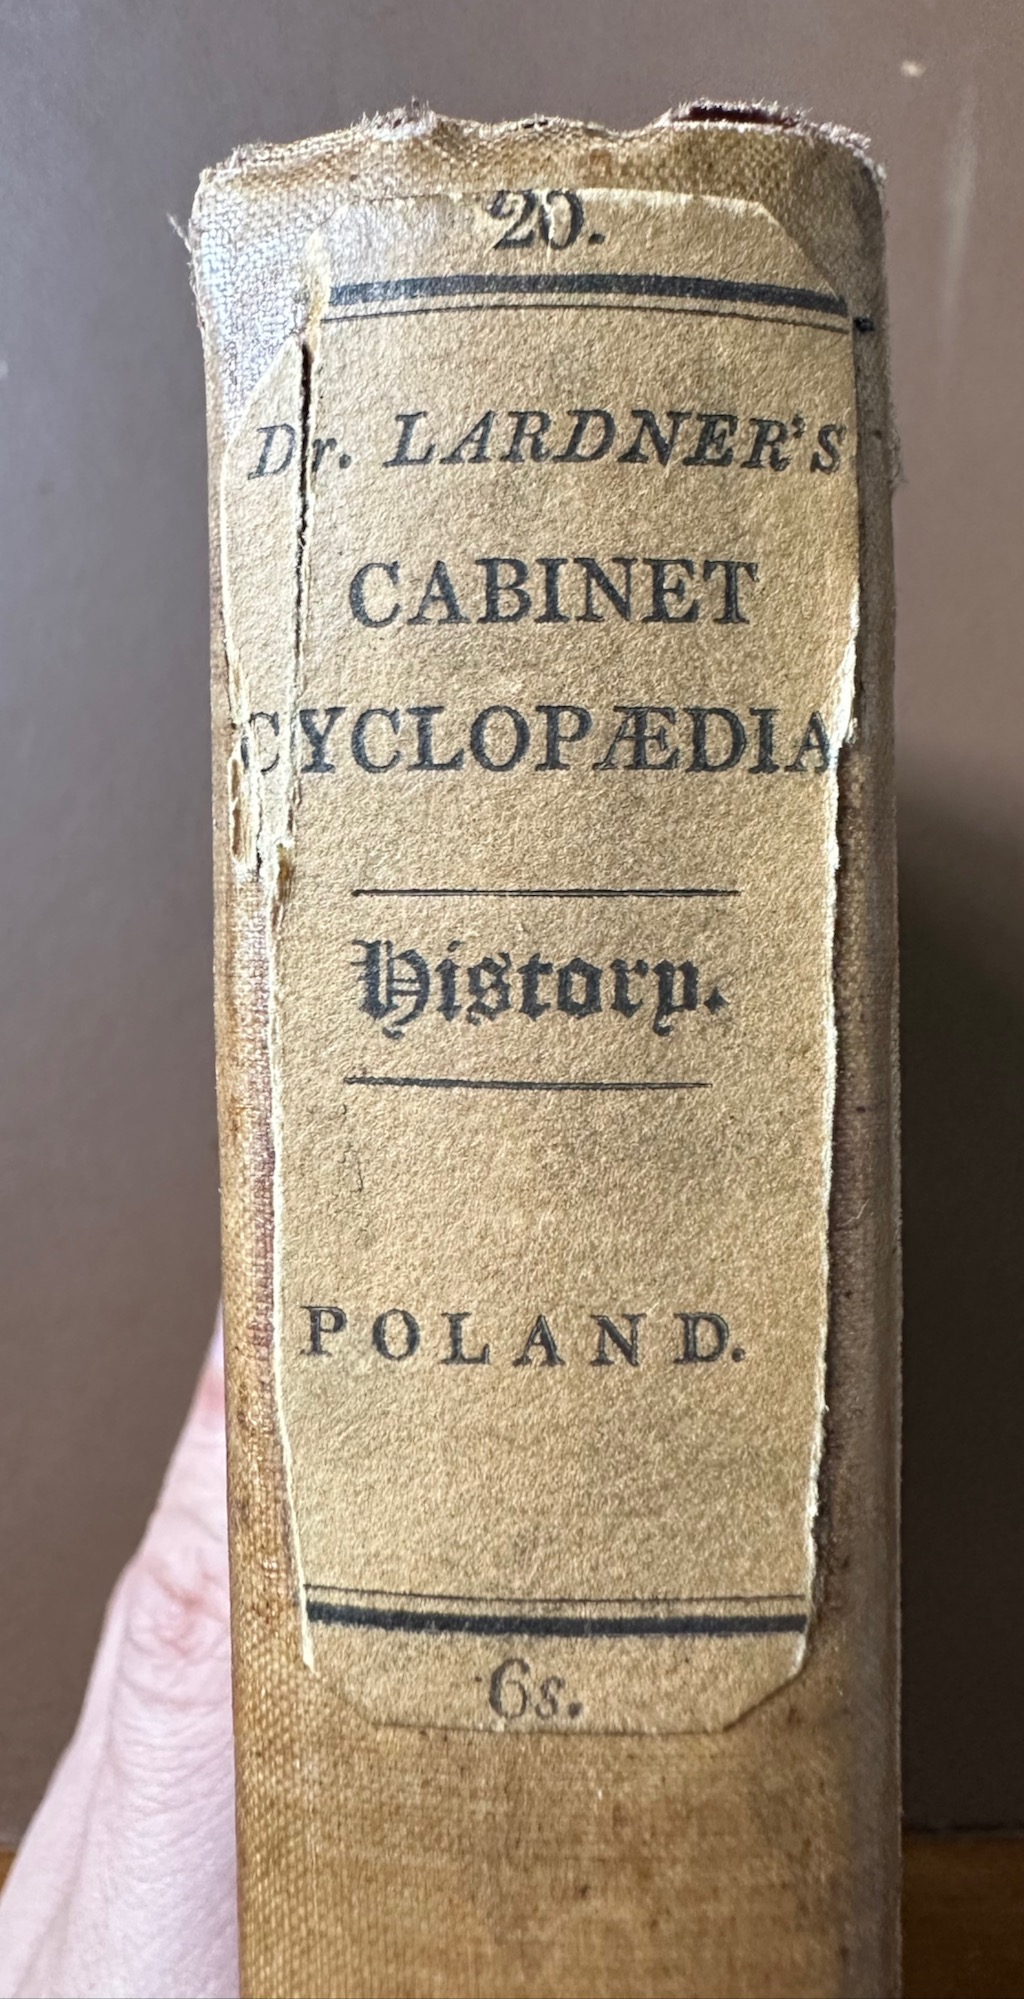 20.
Dr. LARDNER'S
CABINET
CYCLOPÆDIA
History.
POLAND.
6s.